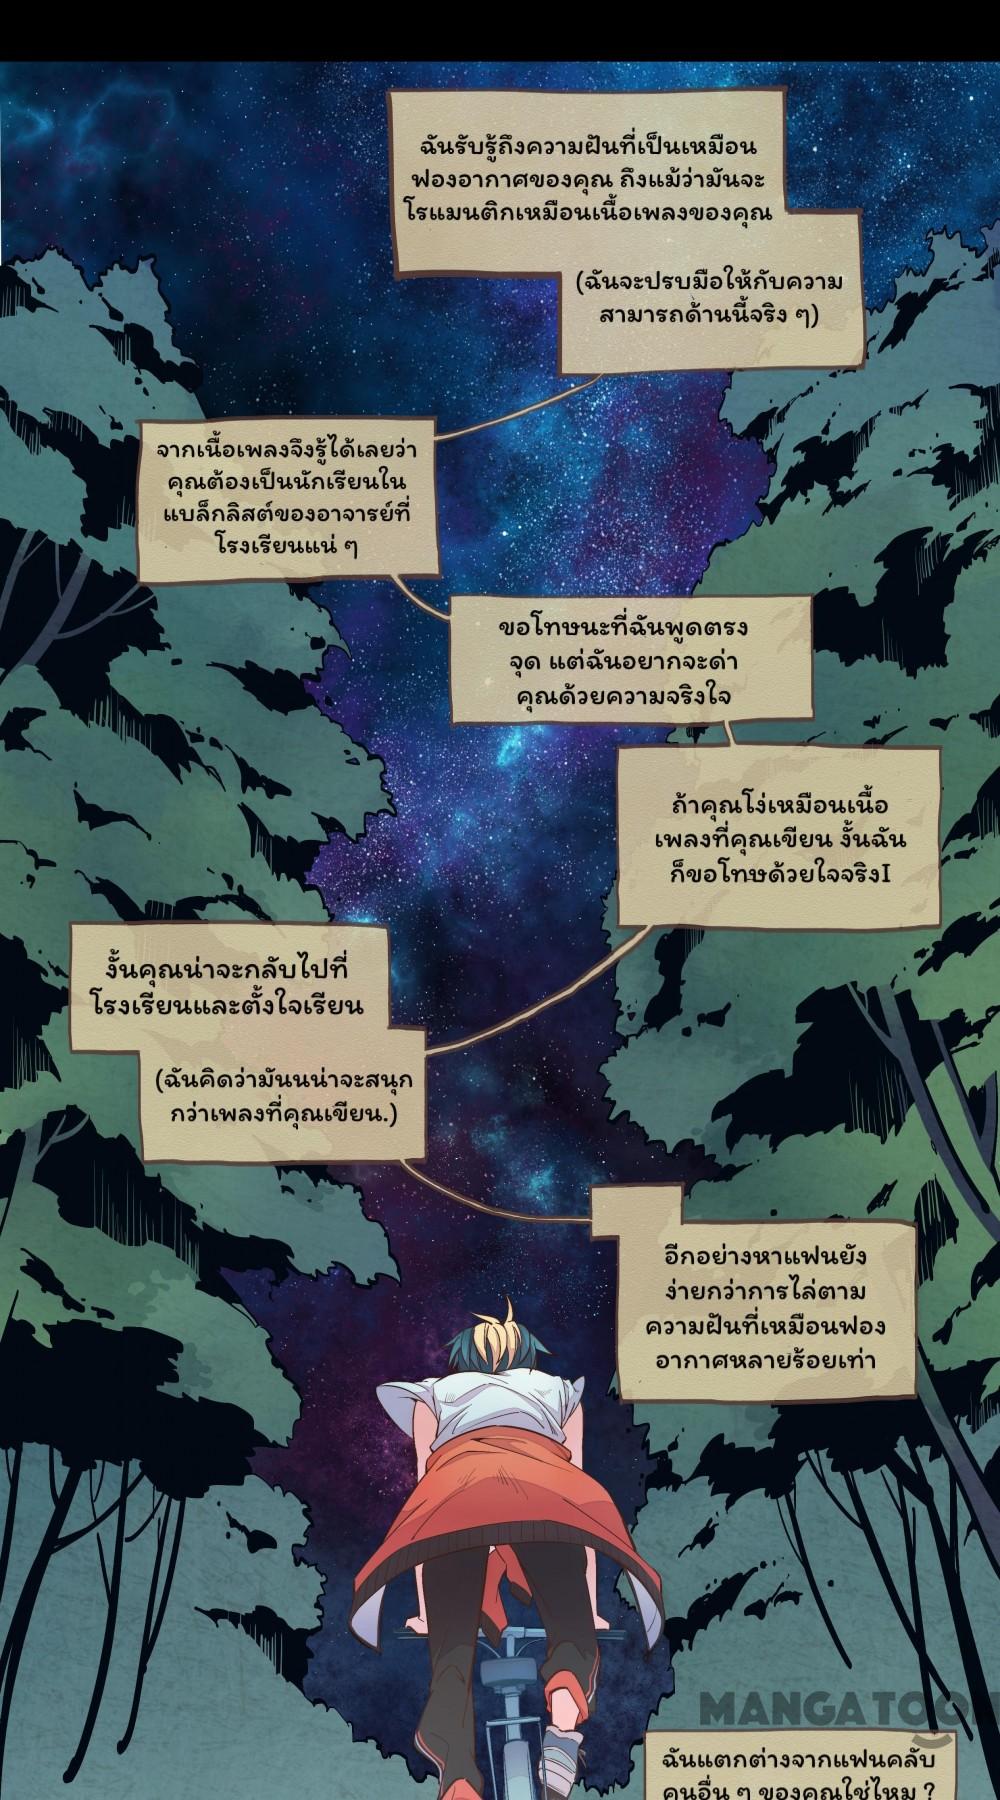 ฉันรับรู้ถึงความฝันที่เป็นเหมือน
ฟองอากาศของคุณ ถึงแม้ว่ามันจะ
โรแมนติกเหมือนเนื้อเพลงของคุณ
(ฉันจะปรบมือให้กับความ
สามารถด้านนี้จริง ๆ)
จากเนื้อเพลงจึงรู้ได้เลยว่า
คุณต้องเป็นนักเรียนใน
แบล็กลิสต์ของอาจารย์ที่
โรงเรียนแน่ ๆ
ขอโทษนะที่ฉันพูดตรง
จุด แต่ฉันอยากจะด่า
คุณด้วยความจริงใจ
ถ้าคุณโง่เหมือนเนื้อ
เพลงที่คุณเขียน งั้นฉัน
ก็ขอโทษด้วยใจจริงI
งั้นคุณน่าจะกลับไปที่
โรงเรียนและตั้งใจเรียน
(ฉันคิดว่ามันนน่าจะสนุก
กว่าเพลงที่คุณเขียน.)
อีกอย่างหาแฟนยัง
ง่ายกว่าการไล่ตาม
ความฝันที่เหมือนฟอง
อากาศหลายร้อยเท่า
MANGATOON
ฉันแตกต่างจากแฟนคลับ
คนอื่น ๆ ของคุณใช่ไหม ?